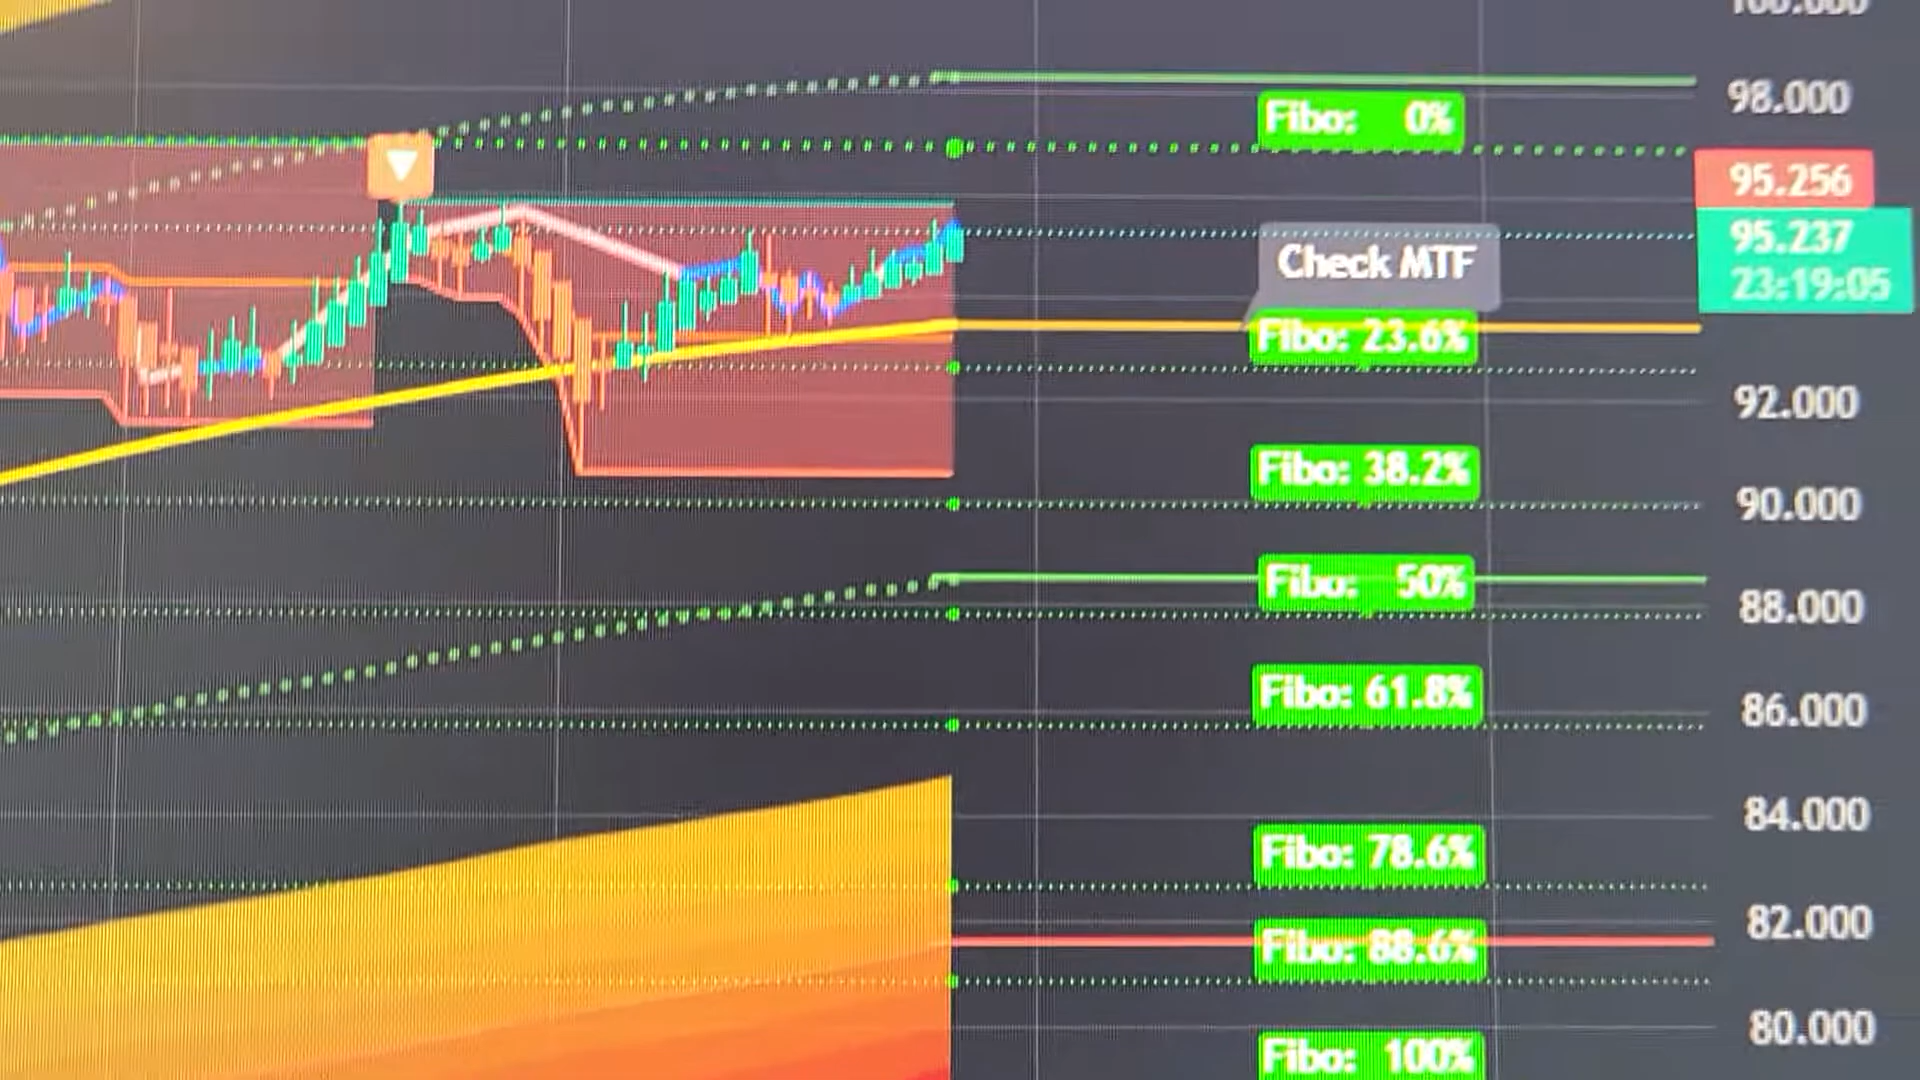 100.000
98.000
Fibo: 0%
95.256
95.237
23:19:05
Check MTF
Fibo: 23.6%
92.000
Fibo: 38.2%
90.000
Fibo: 50%
88.000
Fibo: 61.8%
86.000
84.000
Fibo: 78.6%
82.000
Fibo: 88.6%
80.000
Fibo: 100%